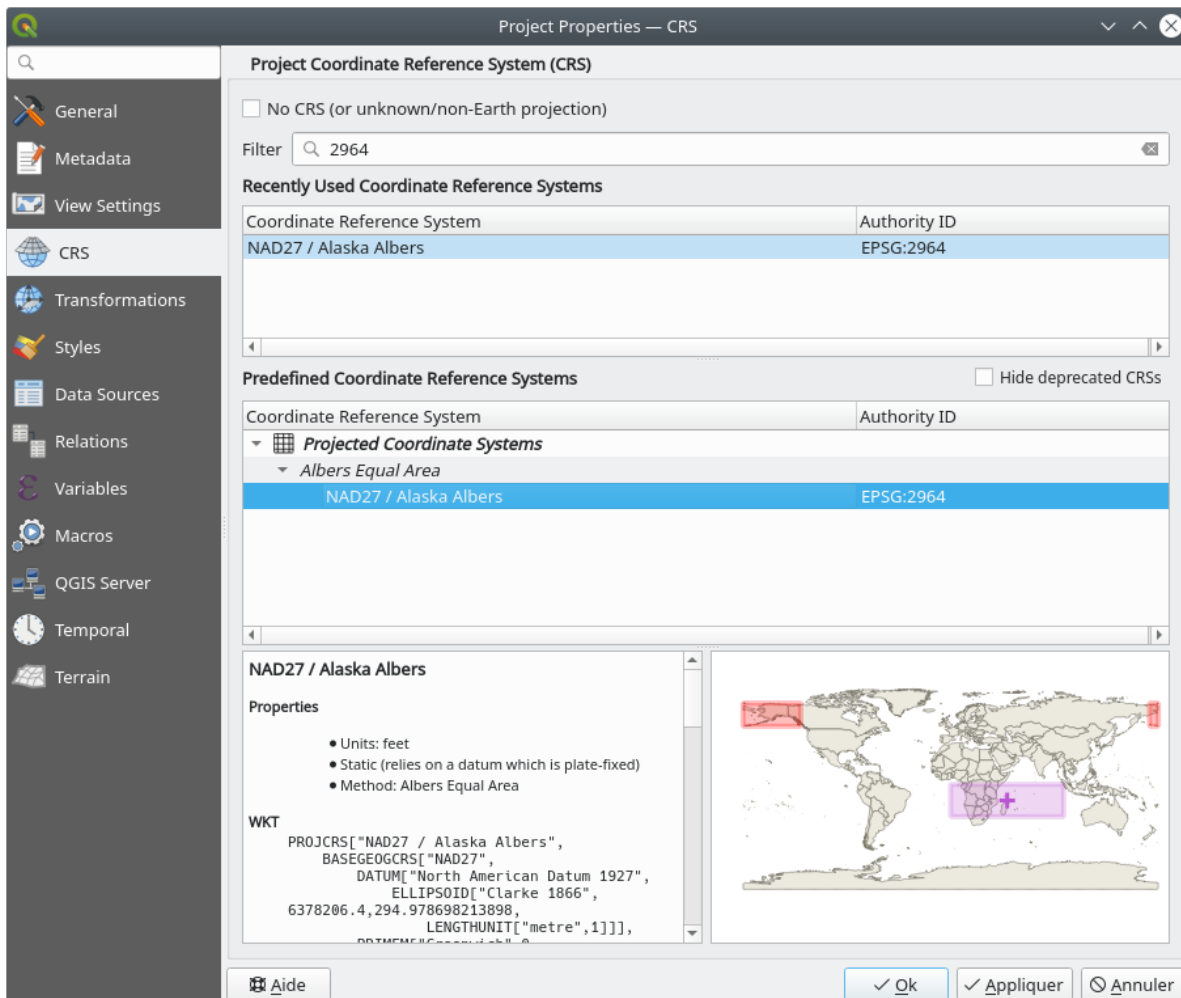 Project Properties — CRS
Project Coordinate Reference System (CRS)
General
Metadata
View Settings
CRS
Transformations
Styles
Data Sources
Relations
Variables
Macros
QGIS Server
Temporal
Terrain
No CRS (or unknown/non-Earth projection)
Filter 2964
Recently Used Coordinate Reference Systems
Coordinate Reference System Authority ID
NAD27 / Alaska Albers EPSG:2964
Predefined Coordinate Reference Systems Hide deprecated CRSs
Coordinate Reference System Authority ID
Projected Coordinate Systems
Albers Equal Area
NAD27 / Alaska Albers EPSG:2964
NAD27 / Alaska Albers
Properties
• Units: feet
• Static (relies on a datum which is plate-fixed)
• Method: Albers Equal Area
WKT
PROJCRS["NAD27 / Alaska Albers",
BASEGEOGCRS["NAD27",
DATUM["North American Datum 1927",
ELLIPSOID["Clarke 1866",
6378206.4,294.978698213898,
LENGTHUNIT["metre",1]]],
Aide
Ok
Appliquer
Annuler